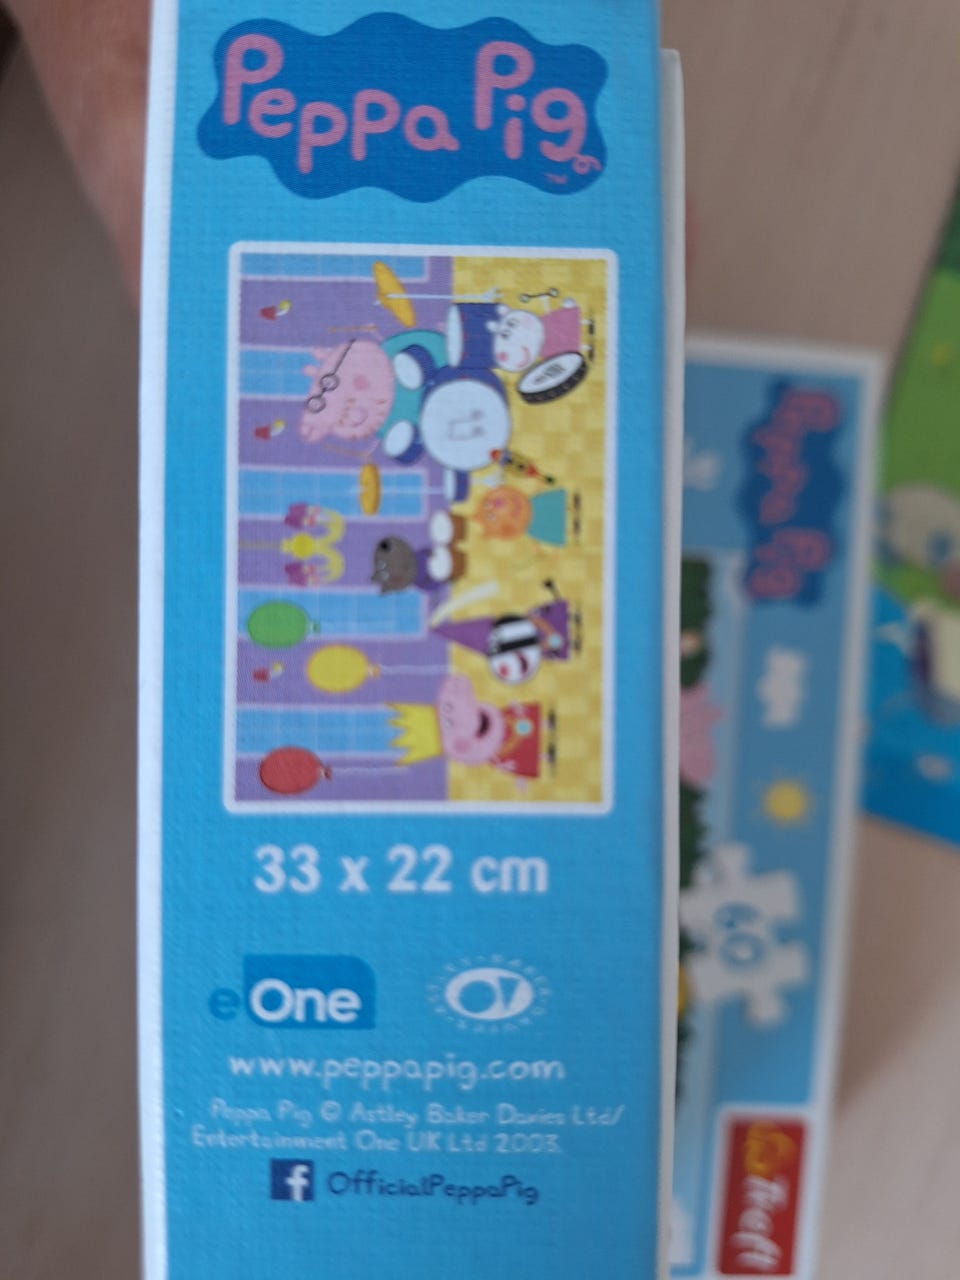 Peppa Pig
TM
33 x 22 cm
eOne
www.peppapig.com
Peppa Pig © Astley Baker Davies Ltd/
Entertainment One UK Ltd 2003.
f OfficialPeppaPig
Peppa Pig
60
Trefl